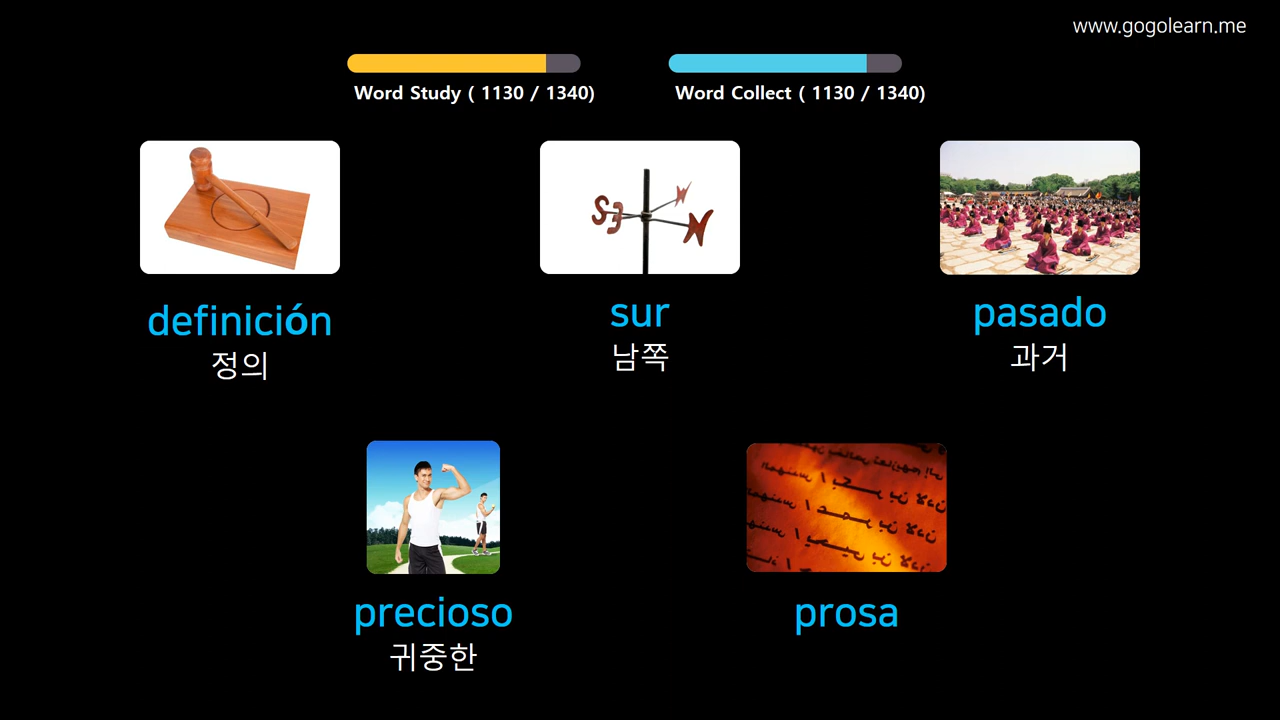 www.gogolearn.me
Word Study ( 1130 / 1340)
Word Collect ( 1130 / 1340)
definición
정의
sur
남쪽
pasado
과거
precioso
귀중한
prosa